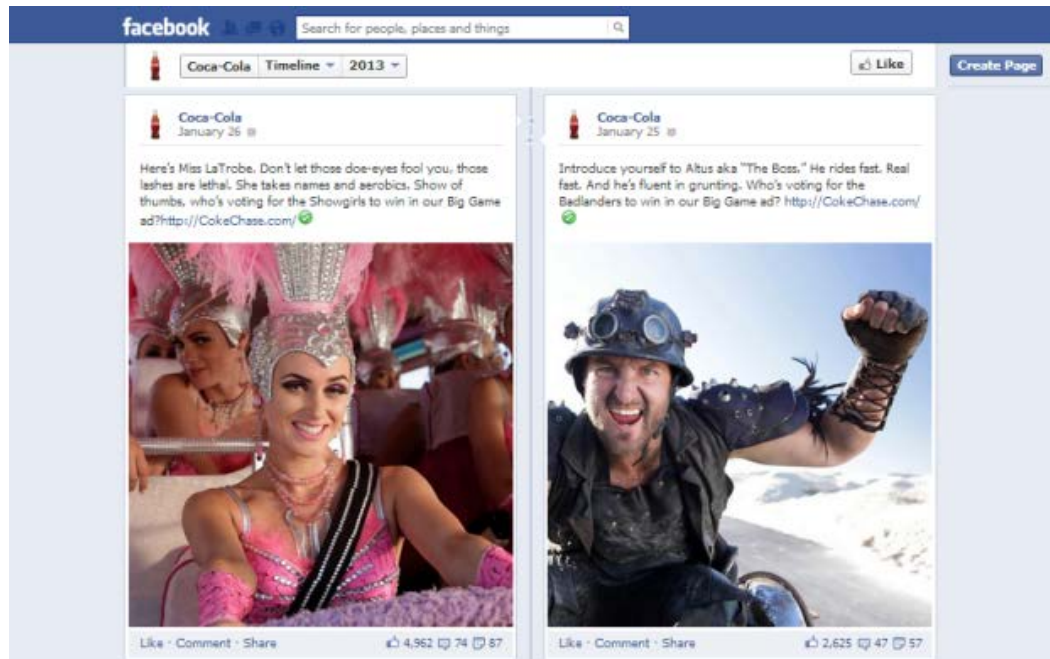 facebook
Search for people, places and things
Coca-Cola Timeline 2013
Like
Create Page
Coca-Cola
January 26
Here's Miss LaTrobe. Don't let those doe-eyes fool you, those
lashes are lethal. She takes names and aerobics. Show of
thumbs, who's voting for the Showgirls to win in our Big Game
ad?http://CokeChase.com/
Like · Comment · Share 4,962 74 87
Coca-Cola
January 25
Introduce yourself to Altus aka "The Boss." He rides fast. Real
fast. And he's fluent in grunting. Who's voting for the
Badlanders to win in our Big Game ad? http://CokeChase.com/
Like · Comment · Share 2,625 47 57